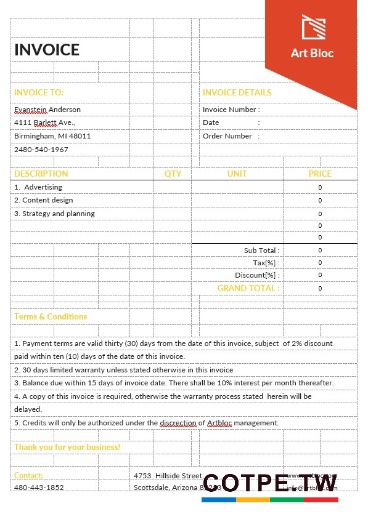 Art Bloc
INVOICE
INVOICE TO:
Evanstein Anderson
4111 Barlett Ave.,
Birmingham, MI 48011
2480-540-1967
INVOICE DETAILS
Invoice Number :
Date :
Order Number :
DESCRIPTION QTY UNIT PRICE
1. Advertising 0
2. Content design 0
3. Strategy and planning 0
0
0
Sub Total : 0
Tax[%] : 0
Discount[%] : 0
GRAND TOTAL : 0
Terms & Conditions
1. Payment terms are valid thirty (30) days from the date of this invoice, subject of 2% discount
paid within ten (10) days of the date of this invoice.
2. 30 days limited warranty unless stated otherwise in this invoice
3. Balance due within 15 days of invoice date. There shall be 10% interest per month thereafter.
4. A copy of this invoice is required, otherwise the warranty process stated herein will be
delayed.
5. Credits will only be authorized under the discrection of Artbloc management.
Thank you for your business!
Contact:
480-443-1852
4753 Hillside Street
Scottsdale, Arizona
COTPE.TW